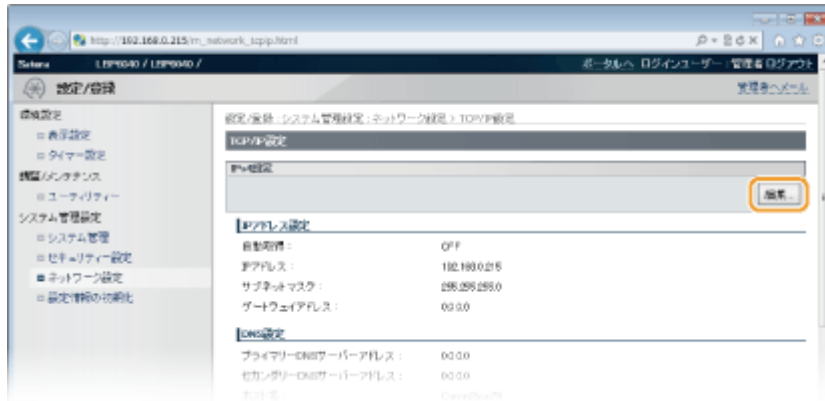 http://192.168.0.215/m_network_tcpip.html
Satera LBP6040 / LBP6040 / ポータルへ ログインユーザー: 管理者 ログアウト
設定/登録 管理者へメール
環境設定
表示設定
タイマー設定
調整/メンテナンス
ユーティリティー
システム管理設定
システム管理
セキュリティー設定
ネットワーク設定
設定情報の初期化
設定/登録 : システム管理設定 : ネットワーク設定 > TCP/IP設定
TCP/IP設定
IPv4設定
編集...
IPアドレス設定
自動取得 : OFF
IPアドレス : 192.168.0.215
サブネットマスク : 255.255.255.0
ゲートウェイアドレス : 0.0.0.0
DNS設定
プライマリーDNSサーバーアドレス : 0.0.0.0
セカンダリーDNSサーバーアドレス : 0.0.0.0
ホスト名 :